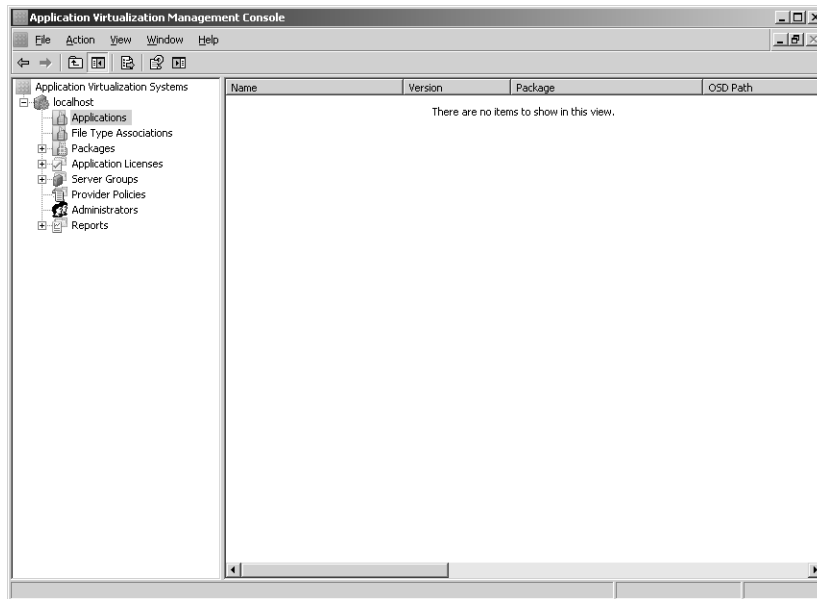 Application Virtualization Management Console
File Action View Window Help
Application Virtualization Systems
localhost
Applications
File Type Associations
Packages
Application Licenses
Server Groups
Provider Policies
Administrators
Reports
Name Version Package OSD Path
There are no items to show in this view.